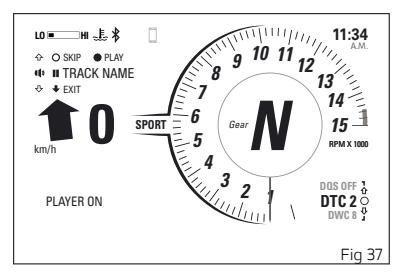 LO HI
11:34
A.M.
SKIP PLAY
TRACK NAME
EXIT
0
km/h
SPORT
Gear N
1
2
3
4
5
6
7
8
9
10
11
12
13
14
15
RPM X 1000
PLAYER ON
DQS OFF
DTC 2
DWC 8
Fig 37